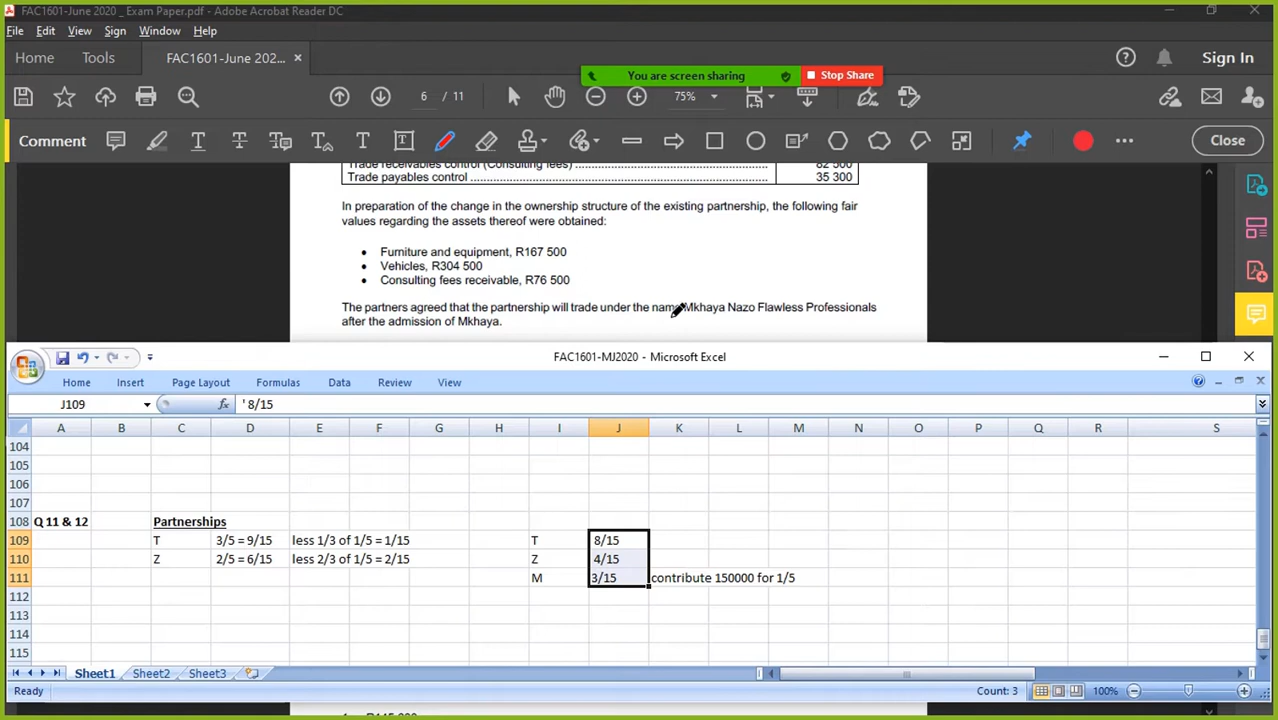 FAC1601-June 2020 _ Exam Paper.pdf - Adobe Acrobat Reader DC
File Edit View Sign Window Help
Home Tools FAC1601-June 202... × Sign In
You are screen sharing Stop Share
6 / 11 75%
Comment Close
Trade receivables control (Consulting fees) 82 500
Trade payables control 35 300
In preparation of the change in the ownership structure of the existing partnership, the following fair
values regarding the assets thereof were obtained:
• Furniture and equipment, R167 500
• Vehicles, R304 500
• Consulting fees receivable, R76 500
The partners agreed that the partnership will trade under the name Mkhaya Nazo Flawless Professionals
after the admission of Mkhaya.
FAC1601-MJ2020 - Microsoft Excel
Home Insert Page Layout Formulas Data Review View
J109 fx ' 8/15
A B C D E F G H I J K L M N O P Q R S
104
105
106
107
108 Q 11 & 12 Partnerships
109 T 3/5 = 9/15 less 1/3 of 1/5 = 1/15 T 8/15
110 Z 2/5 = 6/15 less 2/3 of 1/5 = 2/15 Z 4/15
111 M 3/15 contribute 150000 for 1/5
112
113
114
115
Sheet1 Sheet2 Sheet3
Ready Count: 3 100%